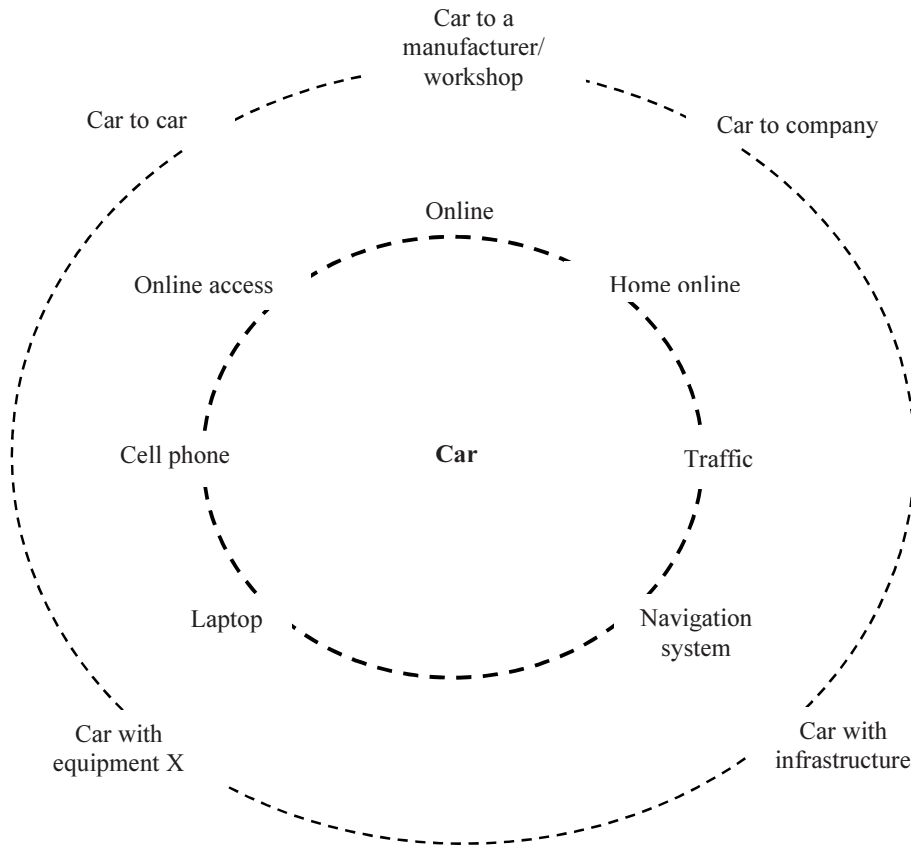 Car to a
manufacturer/
workshop
Car to car
Car to company
Online
Online access
Home online
Cell phone
Car
Traffic
Laptop
Navigation
system
Car with
equipment X
Car with
infrastructure